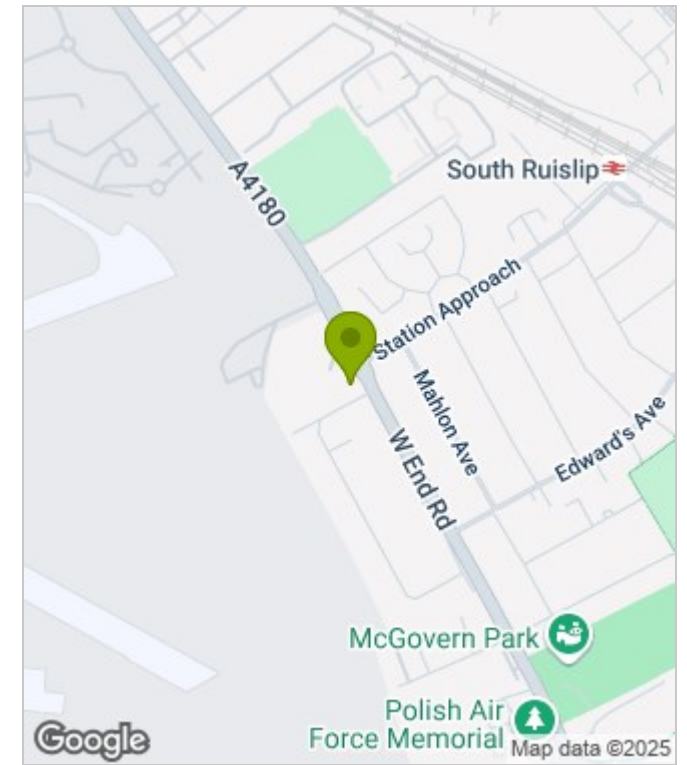 South Ruislip
A4180
Station Approach
Mahlon Ave
Edward's Ave
W End Rd
McGovern Park
Polish Air
Force Memorial
Google
Map data ©2025